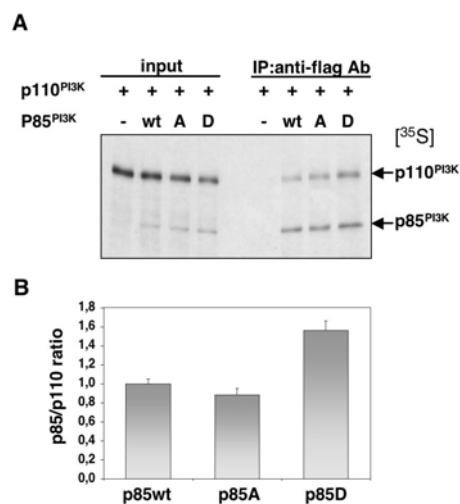 A
input IP:anti-flag Ab
p110PI3K + + + + + + + +
P85PI3K - wt A D - wt A D
[35S]
p110PI3K
p85PI3K
B
p85/p110 ratio
1,8
1,6
1,4
1,2
1,0
0,8
0,6
0,4
0,2
0,0
p85wt p85A p85D